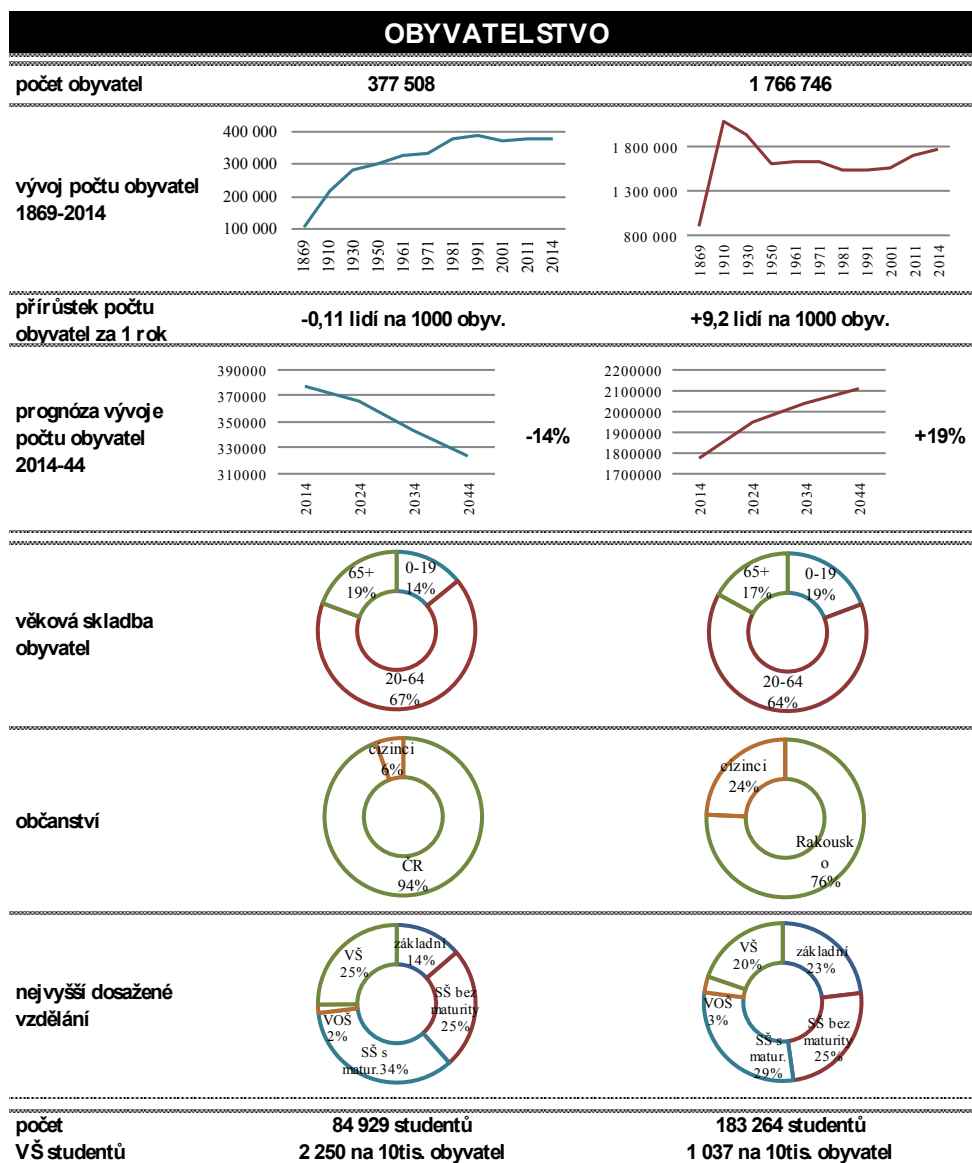 OBYVATELSTVO
počet obyvatel 377 508 1 766 746
vývoj počtu obyvatel
1869-2014
400 000
300 000
200 000
100 000
1869 1910 1930 1950 1961 1971 1981 1991 2001 2011 2014
1 800 000
1 300 000
800 000
1869 1910 1930 1950 1961 1971 1981 1991 2001 2011 2014
přírůstek počtu
obyvatel za 1 rok
-0,11 lidí na 1000 obyv. +9,2 lidí na 1000 obyv.
prognóza vývoje
počtu obyvatel
2014-44
390000
370000
350000
330000
310000
2014 2024 2034 2044
-14%
2200000
2100000
2000000
1900000
1800000
1700000
2014 2024 2034 2044
+19%
věková skladba
obyvatel
65+
19%
0-19
14%
20-64
67%
65+
17%
0-19
19%
20-64
64%
občanství
cizinci
6%
ČR
94%
cizinci
24%
Rakousk
o
76%
nejvyšší dosažené
vzdělání
VŠ
25%
základní
14%
SŠ bez
maturity
25%
VOŠ
2%
SŠ s
matur.34%
VŠ
20%
základní
23%
VOŠ
3%
SŠ s
matur.
29%
SŠ bez
maturity
25%
počet
VŠ studentů
84 929 studentů
2 250 na 10tis. obyvatel
183 264 studentů
1 037 na 10tis. obyvatel